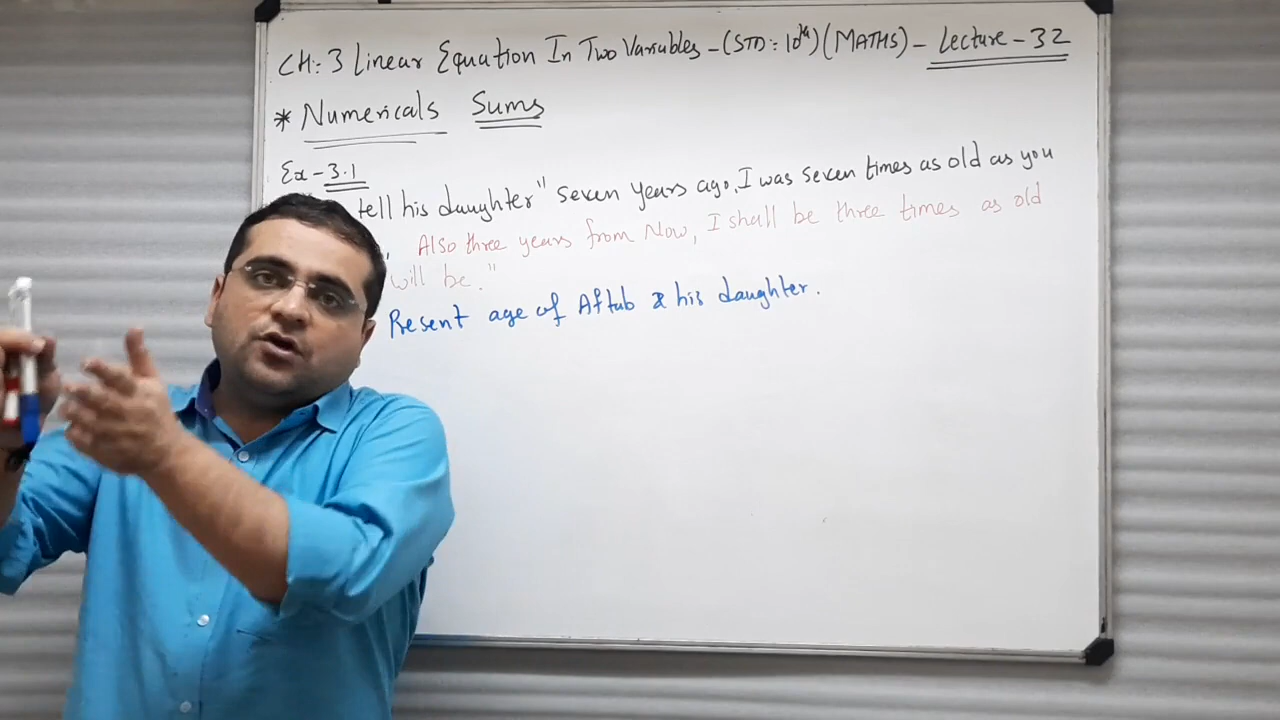 CH:3 Linear Equation In Two Variables - (STD:10th) (MATHS) - Lecture - 32
* Numericals Sums
Ex - 3.1
tell his daughter" seven years ago, I was seven times as old as you
Also three years from Now, I shall be three times as old
will be."
Resent age of Aftub & his daughter.